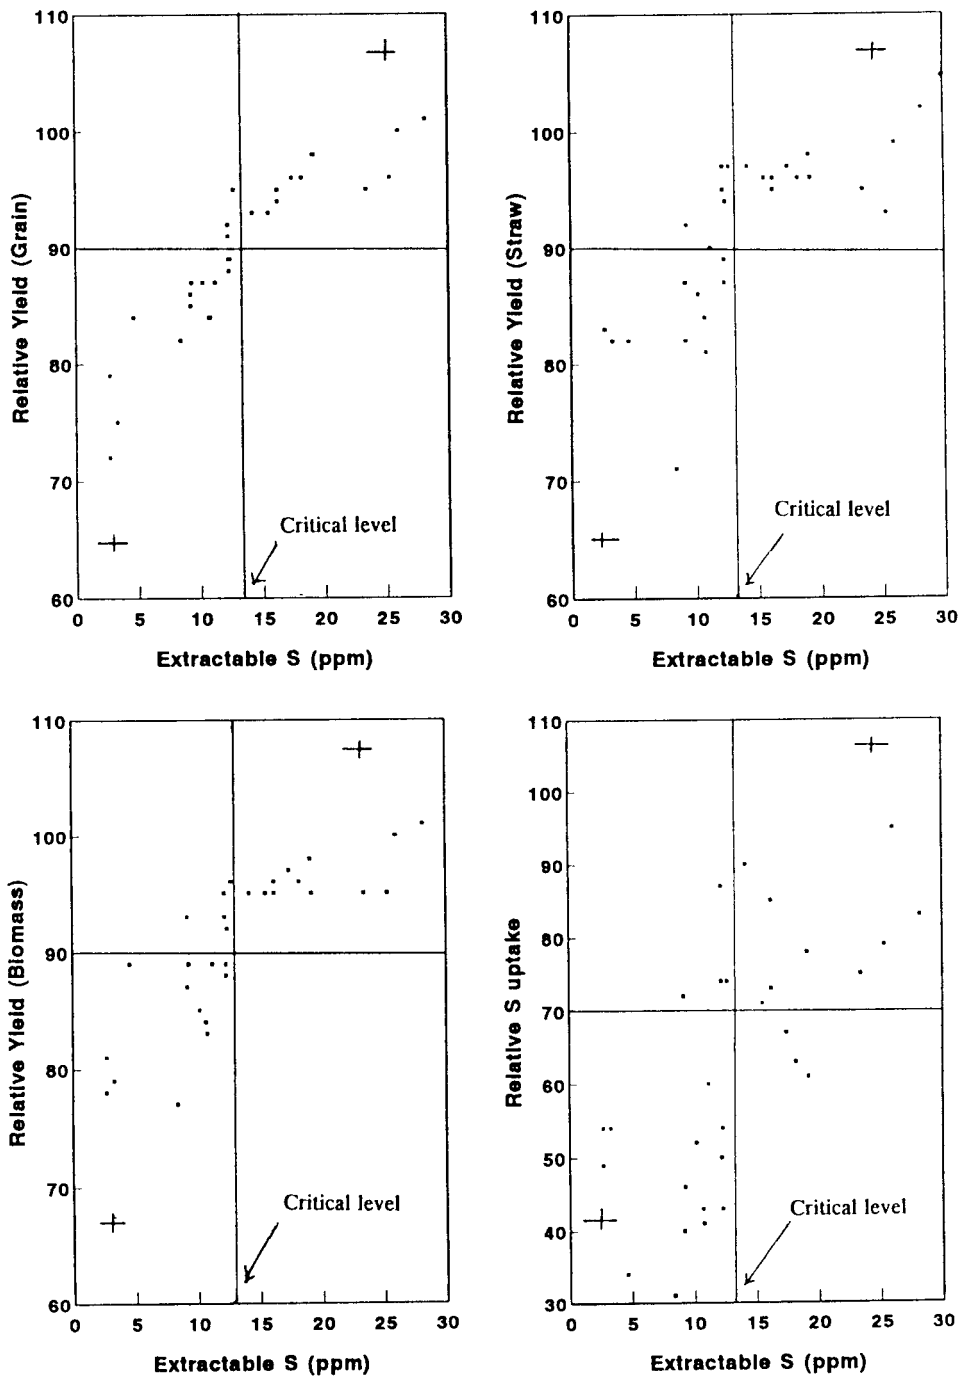 110
100
90
80
70
60
Relative Yield (Grain)
Critical level
0 5 10 15 20 25 30
Extractable S (ppm)
110
100
90
80
70
60
Relative Yield (Straw)
Critical level
0 5 10 15 20 25 30
Extractable S (ppm)
110
100
90
80
70
60
Relative Yield (Biomass)
Critical level
0 5 10 15 20 25 30
Extractable S (ppm)
110
100
90
80
70
60
50
40
30
Relative S uptake
Critical level
0 5 10 15 20 25 30
Extractable S (ppm)